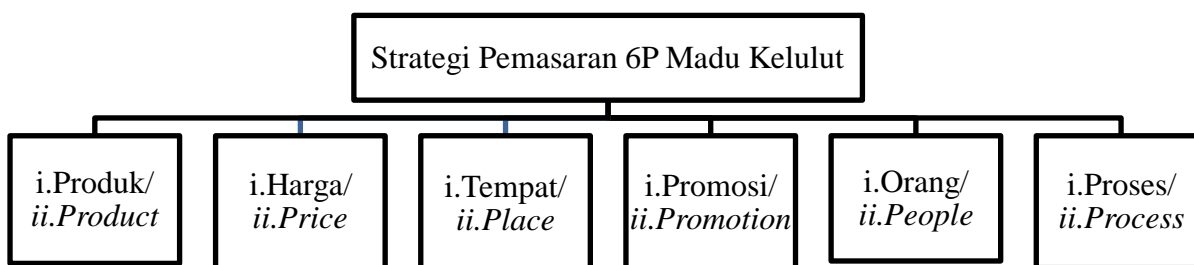 Strategi Pemasaran 6P Madu Kelulut
i.Produk/
ii.Product
i.Harga/
ii.Price
i.Tempat/
ii.Place
i.Promosi/
ii.Promotion
i.Orang/
ii.People
i.Proses/
ii.Process